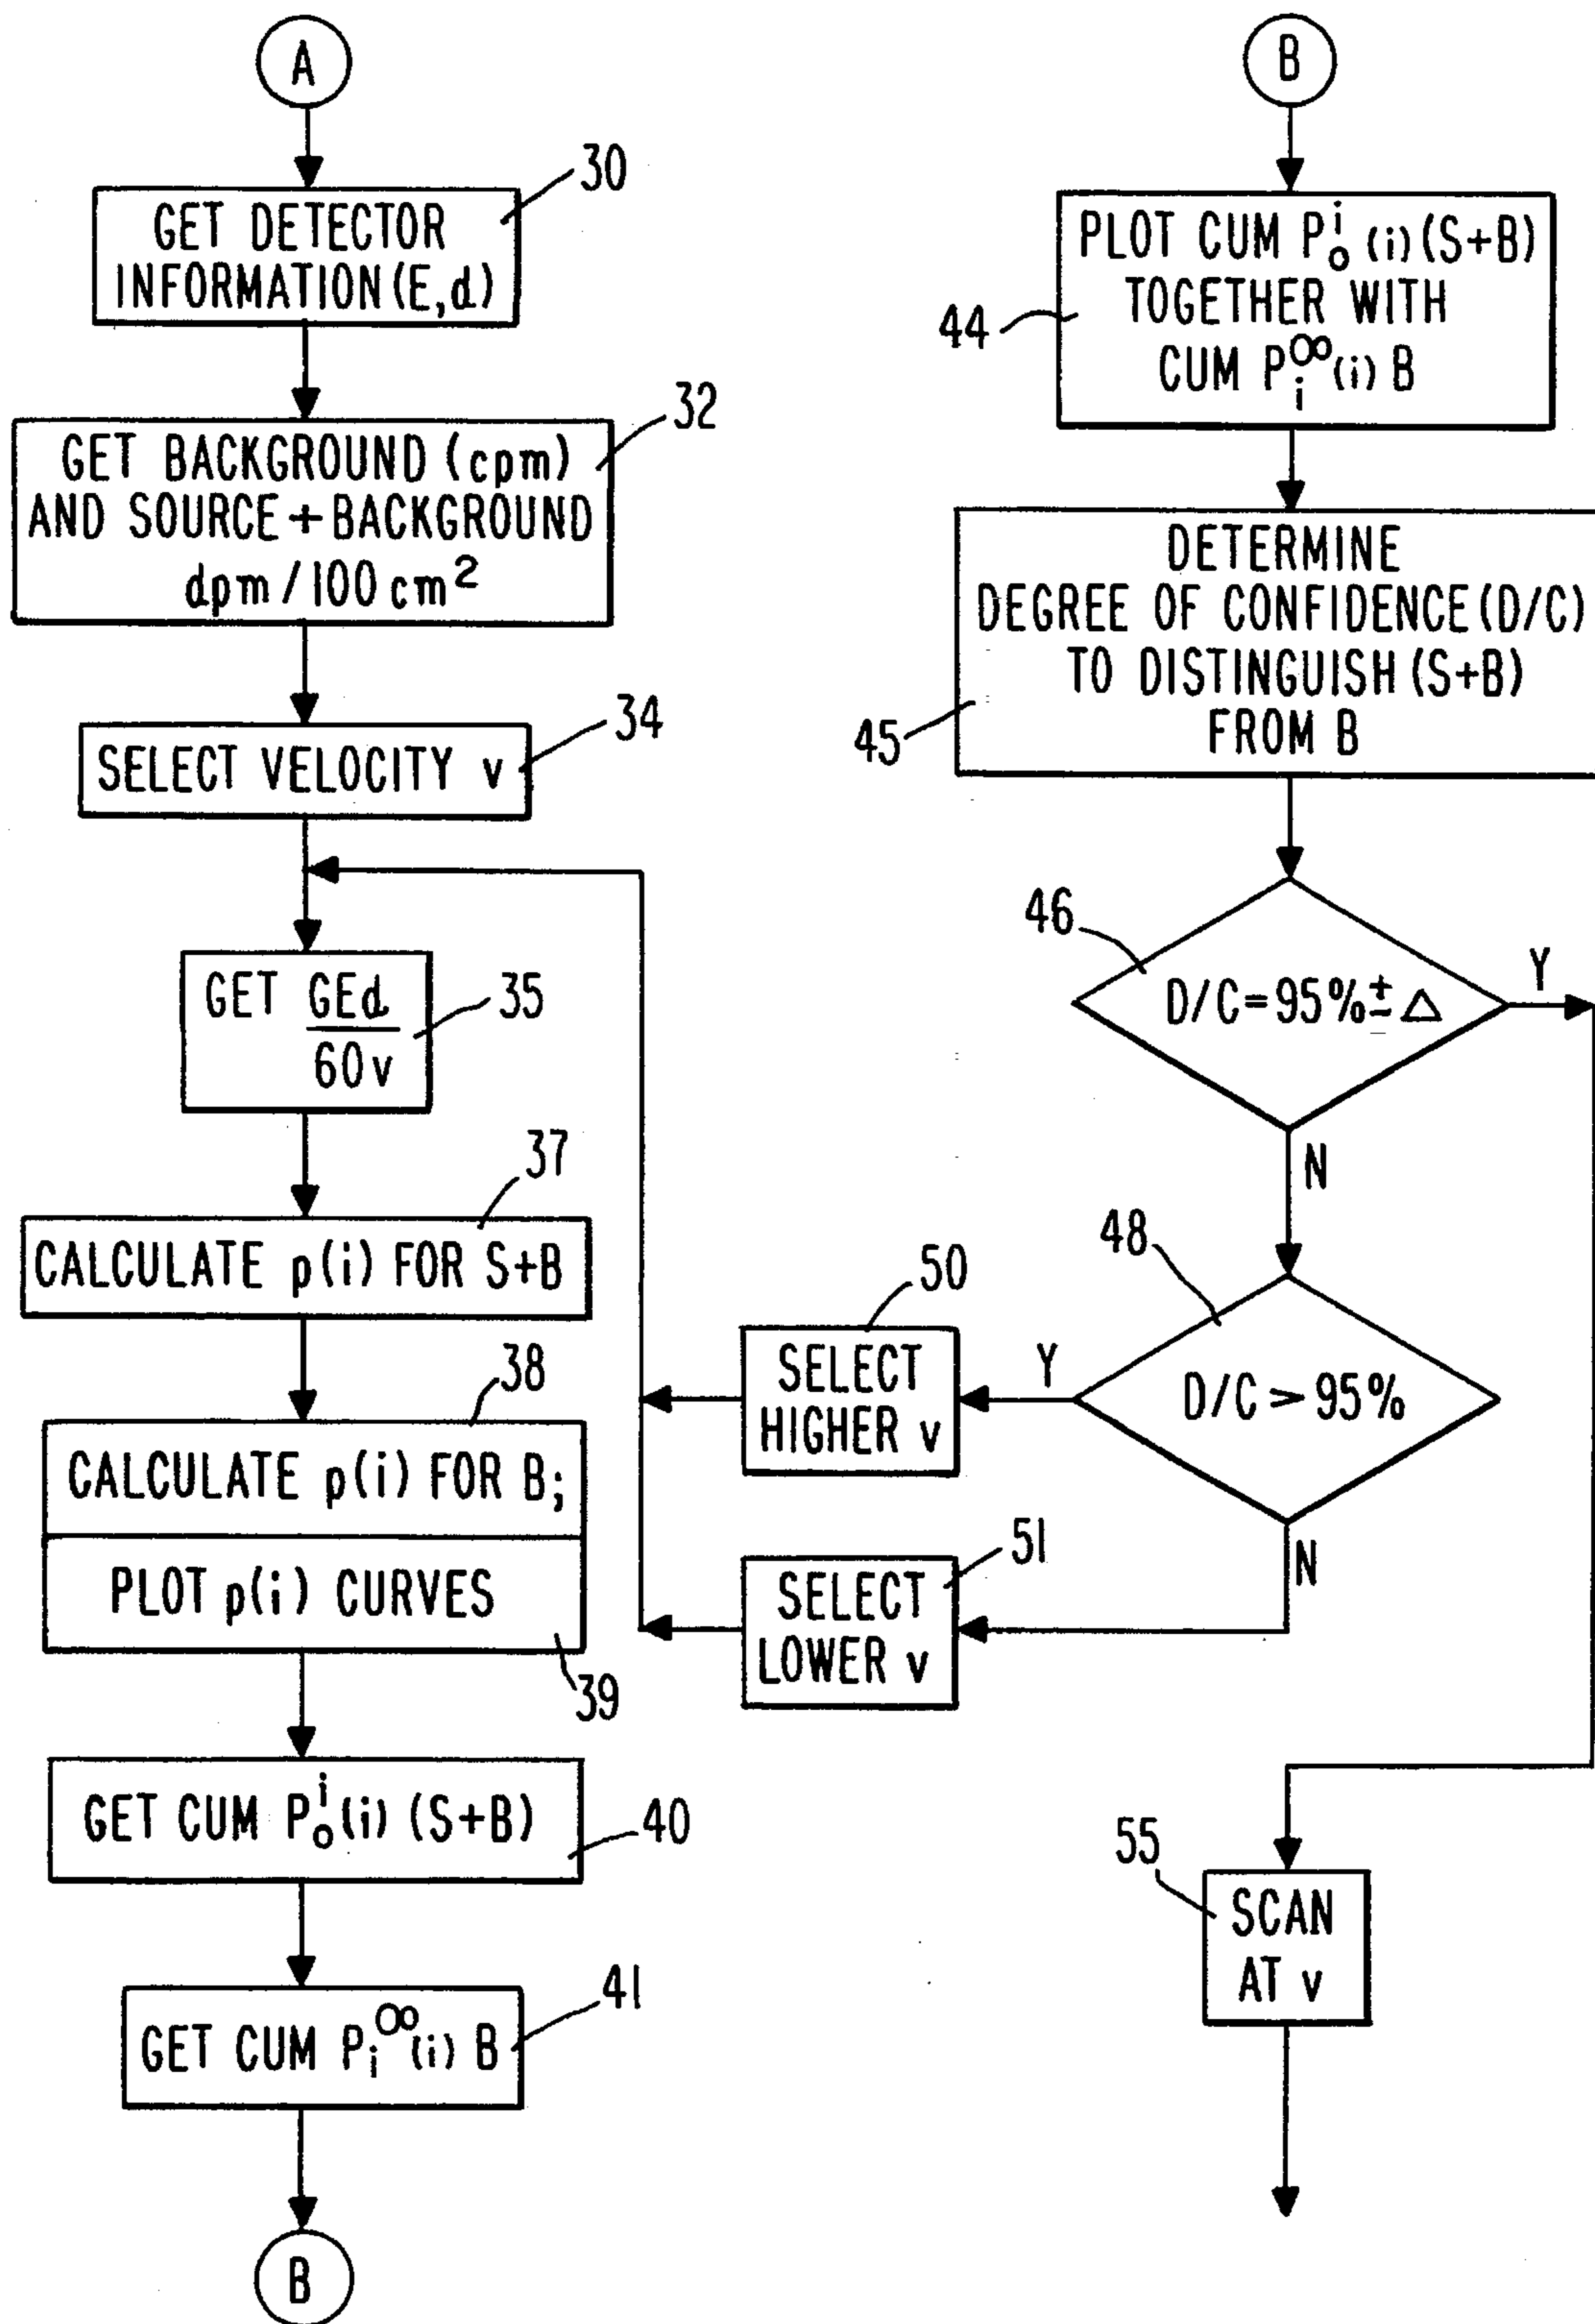 A
30
GET DETECTOR
INFORMATION (E,d)
32
GET BACKGROUND (cpm)
AND SOURCE + BACKGROUND
dpm / 100 cm²
34
SELECT VELOCITY v
GET GEd
60v
35
37
CALCULATE p(i) FOR S+B
38
CALCULATE p(i) FOR B;
PLOT p(i) CURVES
39
GET CUM P₀ⁱ(i) (S+B)
40
41
GET CUM Pᵢ^∞(i) B
B
B
PLOT CUM P₀ⁱ(i) (S+B)
TOGETHER WITH
CUM Pᵢ^∞(i) B
44
DETERMINE
DEGREE OF CONFIDENCE (D/C)
TO DISTINGUISH (S+B)
FROM B
45
46
D/C = 95% ± △
Y
N
48
D/C > 95%
Y
N
50
SELECT
HIGHER v
51
SELECT
LOWER v
55
SCAN
AT v